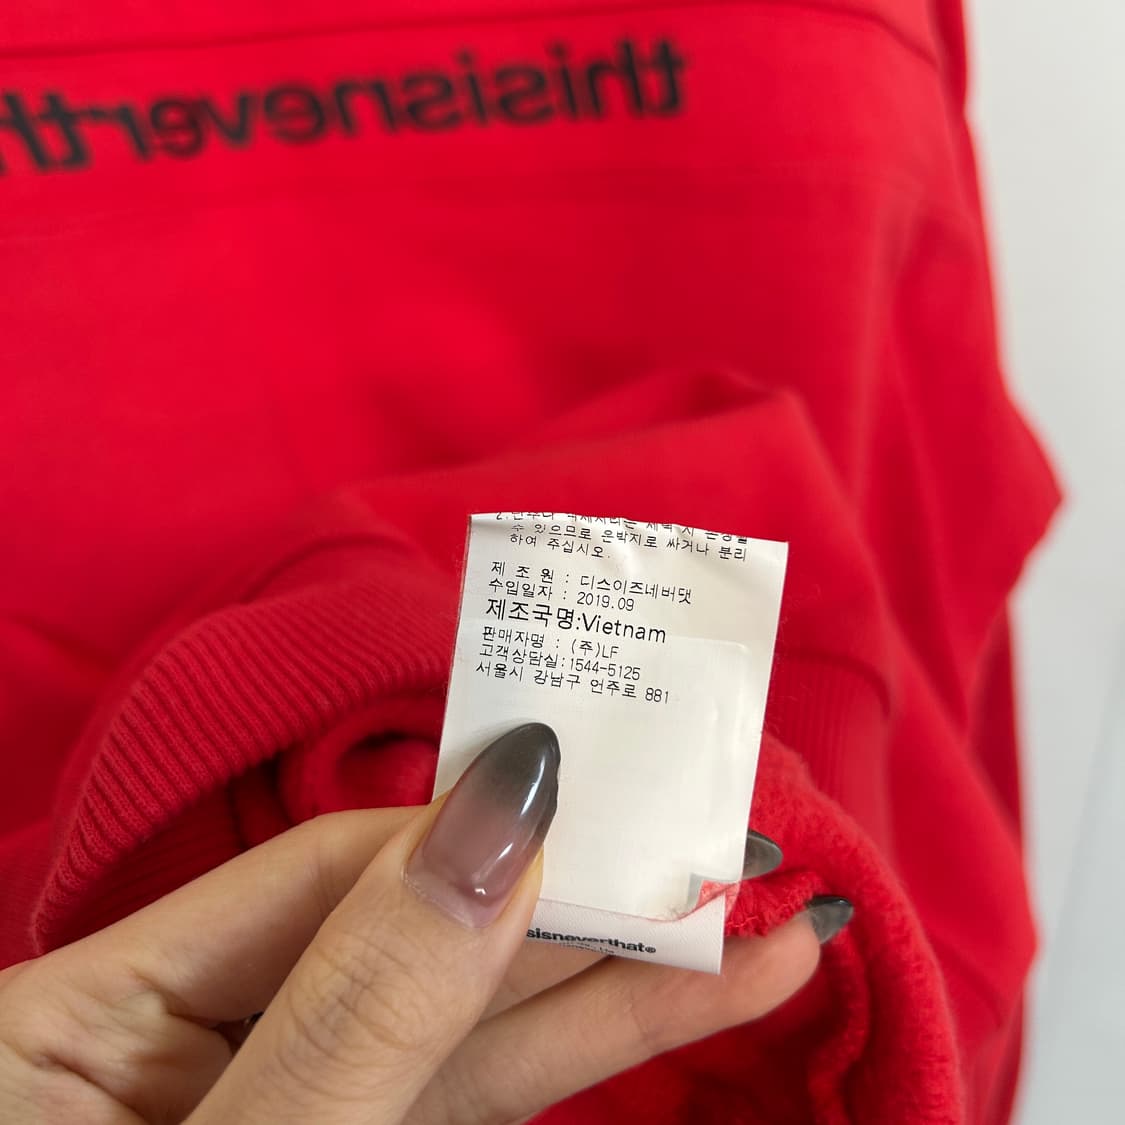 thisisneverth
수 있으므로 은박지로 싸거나 분리
하여 주십시오.
제 조 원 : 디스이즈네버댓
수입일자 : 2019.09
제조국명:Vietnam
판매자명 : (주)LF
고객상담실:1544-5125
서울시 강남구 언주로 881
sisneverthat®